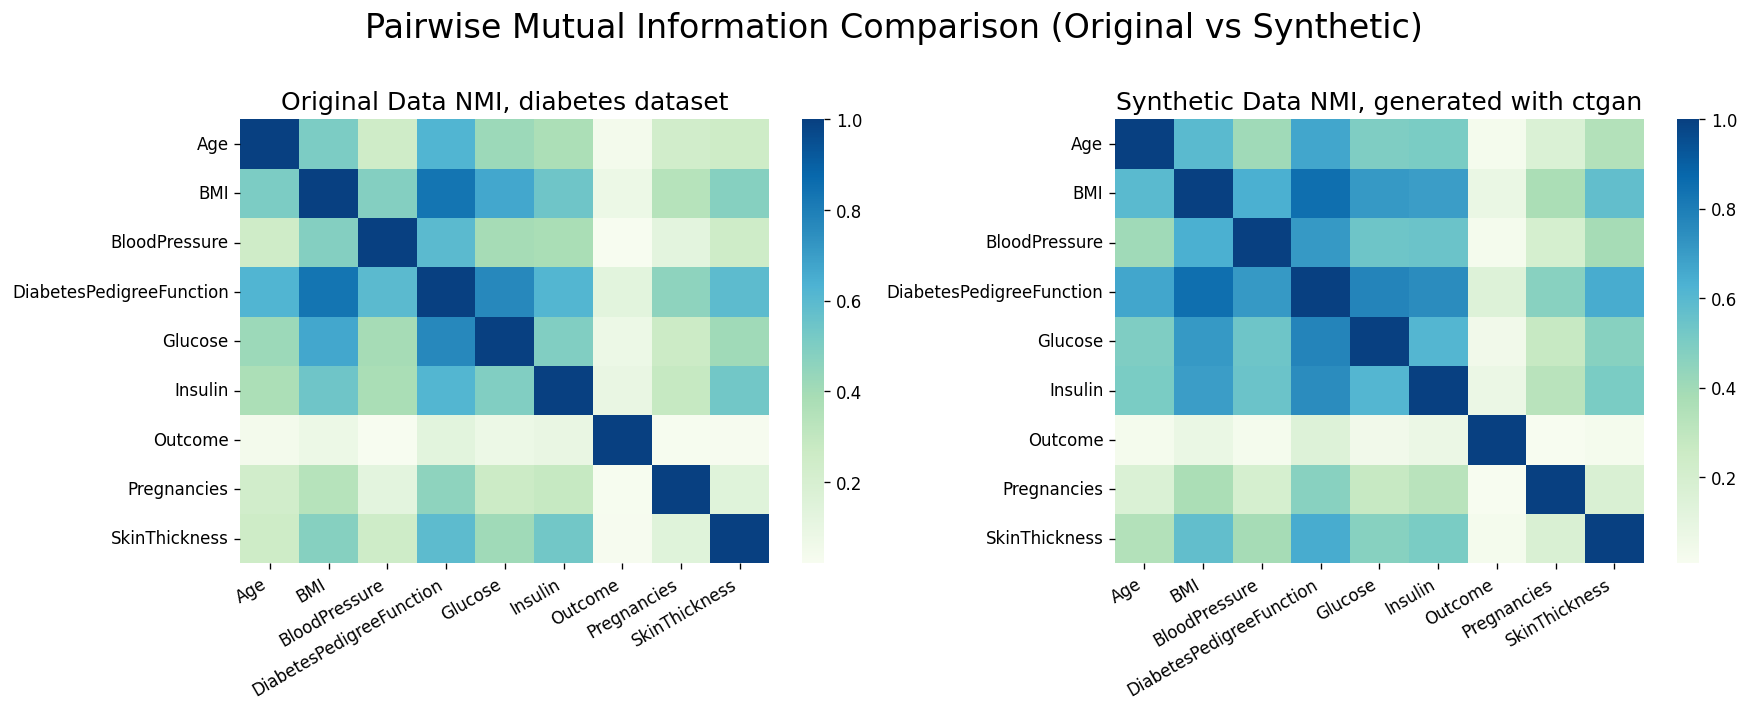 Pairwise Mutual Information Comparison (Original vs Synthetic)
Original Data NMI, diabetes dataset
Age
BMI
BloodPressure
DiabetesPedigreeFunction
Glucose
Insulin
Outcome
Pregnancies
SkinThickness
Age
BMI
BloodPressure
DiabetesPedigreeFunction
Glucose
Insulin
Outcome
Pregnancies
SkinThickness
1.0
0.8
0.6
0.4
0.2
Synthetic Data NMI, generated with ctgan
Age
BMI
BloodPressure
DiabetesPedigreeFunction
Glucose
Insulin
Outcome
Pregnancies
SkinThickness
Age
BMI
BloodPressure
DiabetesPedigreeFunction
Glucose
Insulin
Outcome
Pregnancies
SkinThickness
1.0
0.8
0.6
0.4
0.2